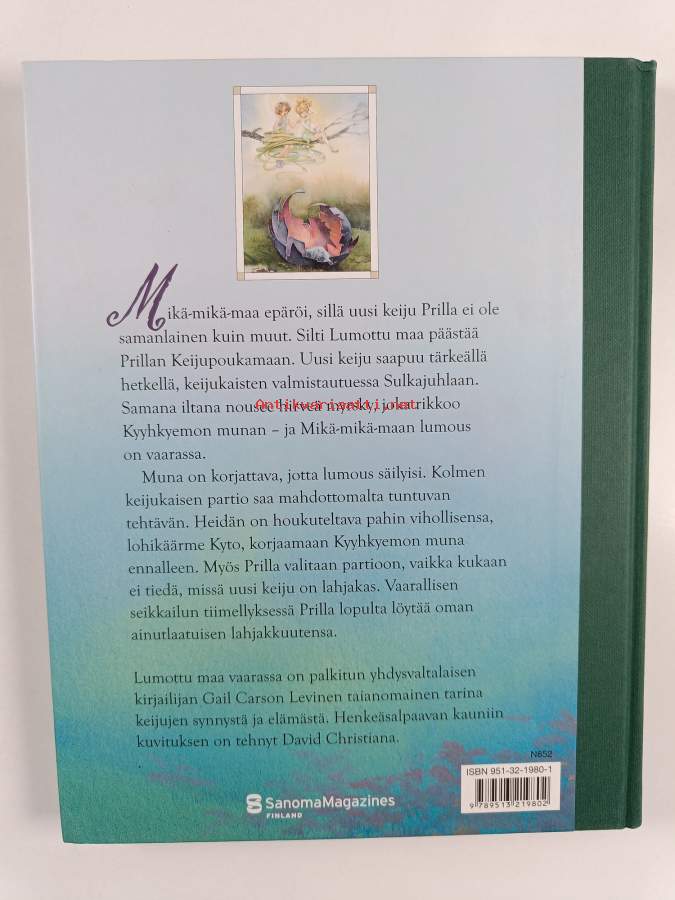 Mikä-mikä-maa epäröi, sillä uusi keiju Prilla ei ole
samanlainen kuin muut. Silti Lumottu maa päästää
Prillan Keijupoukamaan. Uusi keiju saapuu tärkeällä
hetkellä, keijukaisten valmistautuessa Sulkajuhlaan.
Antikvariaatti.net
Samana iltana nousee hirveä myrsky, joka rikkoo
Kyyhkyemon munan – ja Mikä-mikä-maan lumous
on vaarassa.
Muna on korjattava, jotta lumous säilyisi. Kolmen
keijukaisen partio saa mahdottomalta tuntuvan
tehtävän. Heidän on houkuteltava pahin vihollisensa,
lohikäärme Kyto, korjaamaan Kyyhkyemon muna
ennalleen. Myös Prilla valitaan partioon, vaikka kukaan
ei tiedä, missä uusi keiju on lahjakas. Vaarallisen
seikkailun tiimellyksessä Prilla lopulta löytää oman
ainutlaatuisen lahjakkuutensa.
Lumottu maa vaarassa on palkitun yhdysvaltalaisen
kirjailijan Gail Carson Levinen taianomainen tarina
keijujen synnystä ja elämästä. Henkeäsalpaavan kauniin
kuvituksen on tehnyt David Christiana.
N652
ISBN 951-32-1980-1
9 789513 219802
SanomaMagazines
FINLAND